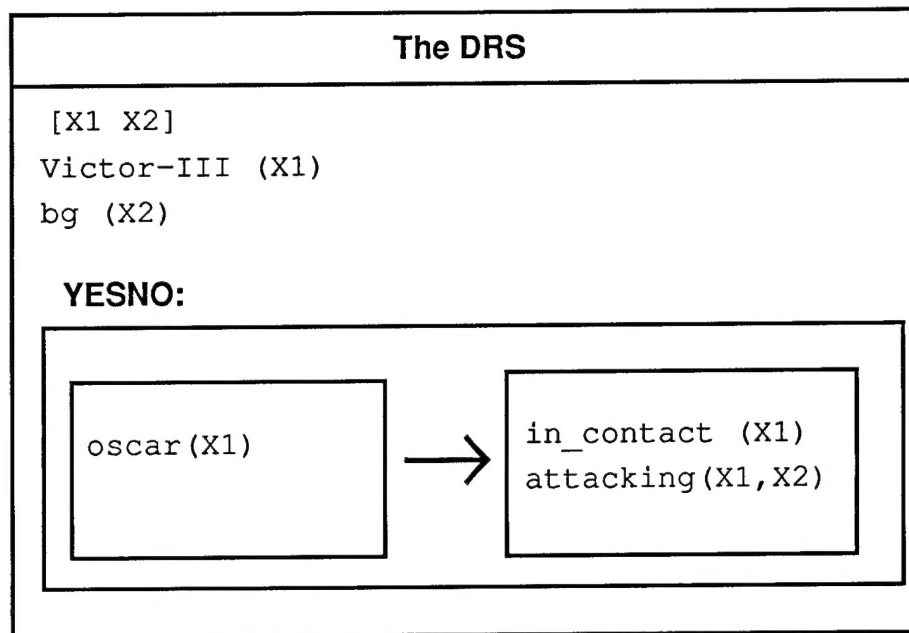 The DRS
[X1 X2]
Victor-III (X1)
bg (X2)
YESNO:
oscar(X1)
in_contact (X1)
attacking(X1,X2)